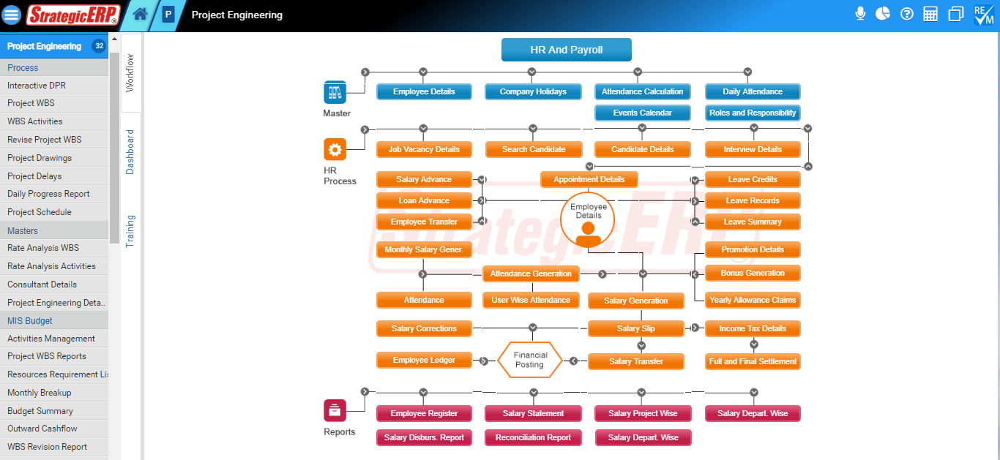 StrategicERP®
P
Project Engineering
RE
M
Project Engineering 32
Process
Interactive DPR
Project WBS
WBS Activities
Revise Project WBS
Project Drawings
Project Delays
Daily Progress Report
Project Schedule
Masters
Rate Analysis WBS
Rate Analysis Activities
Consultant Details
Project Engineering Deta..
MIS Budget
Activities Management
Project WBS Reports
Resources Requirement Lis
Monthly Breakup
Budget Summary
Outward Cashflow
WBS Revision Report
Workflow
Dashboard
Training
HR And Payroll
Master
Employee Details
Company Holidays
Attendance Calculation
Daily Attendance
Events Calendar
Roles and Responsibility
HR
Process
Job Vacancy Details
Search Candidate
Candidate Details
Interview Details
Salary Advance
Appointment Details
Leave Credits
Loan Advance
Leave Records
Employee
Details
Employee Transfer
Leave Summary
StrategicERP
Monthly Salary Gener.
Promotion Details
Attendance Generation
Bonus Generation
Attendance
User Wise Attendance
Salary Generation
Yearly Allowance Claims
Salary Corrections
Salary Slip
Income Tax Details
Employee Ledger
Financial
Posting
Salary Transfer
Full and Final Settlement
Reports
Employee Register
Salary Statement
Salary Project Wise
Salary Depart. Wise
Salary Disburs. Report
Reconciliation Report
Salary Depart. Wise